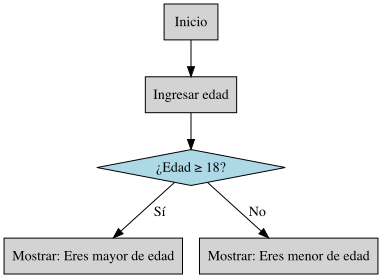 Inicio
Ingresar edad
¿Edad ≥ 18?
Sí
No
Mostrar: Eres mayor de edad
Mostrar: Eres menor de edad